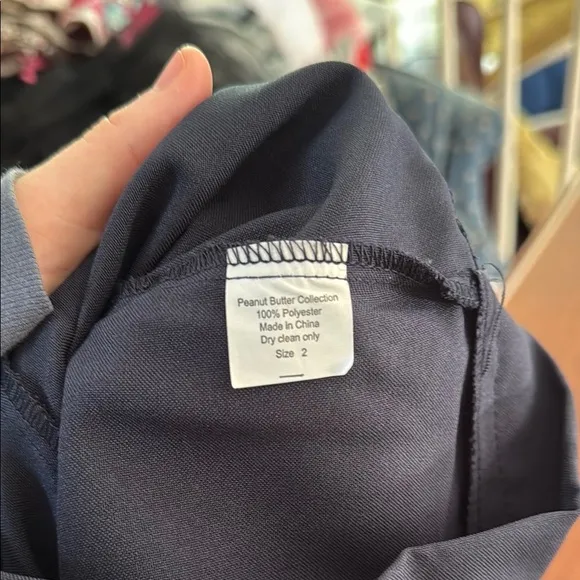 Peanut Butter Collection
100% Polyester
Made In China
Dry clean only
Size 2